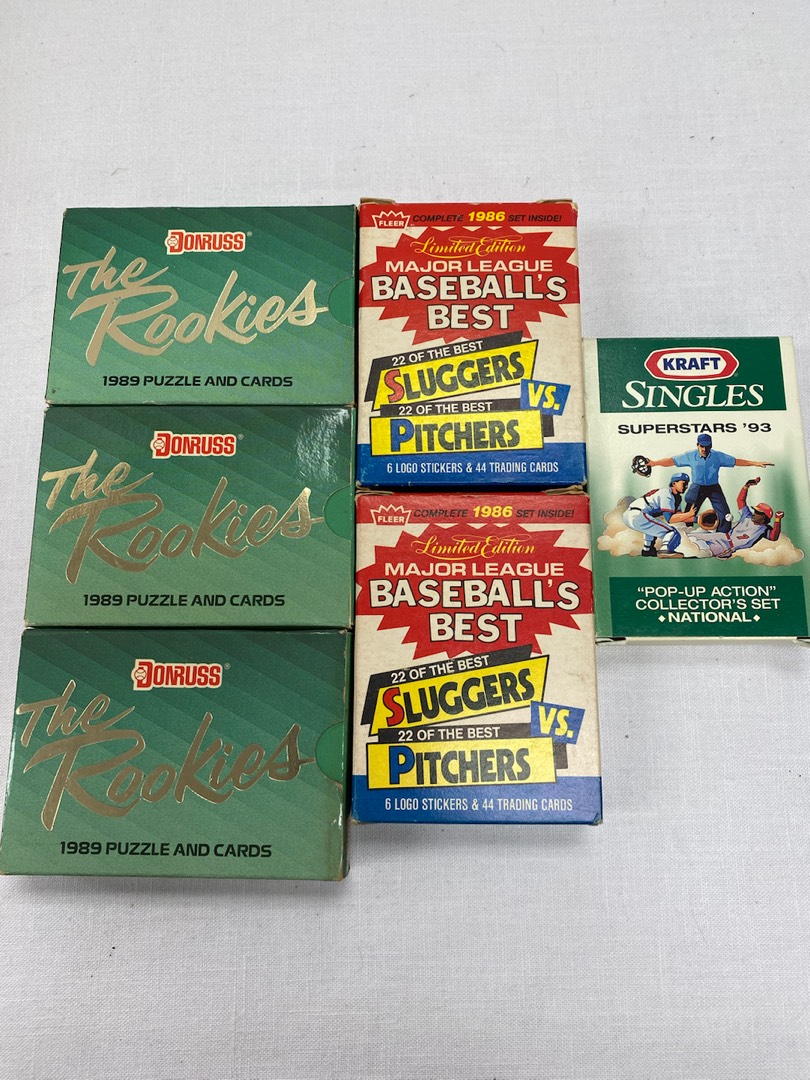 DONRUSS®
The
Rookies
1989 PUZZLE AND CARDS
DONRUSS®
The
Rookies
1989 PUZZLE AND CARDS
DONRUSS®
The
Rookies
1989 PUZZLE AND CARDS
FLEER COMPLETE 1986 SET INSIDE!
Limited Edition
MAJOR LEAGUE
BASEBALL'S
BEST
22 OF THE BEST
SLUGGERS
VS.
22 OF THE BEST
PITCHERS
6 LOGO STICKERS & 44 TRADING CARDS
FLEER COMPLETE 1986 SET INSIDE!
Limited Edition
MAJOR LEAGUE
BASEBALL'S
BEST
22 OF THE BEST
SLUGGERS
VS.
22 OF THE BEST
PITCHERS
6 LOGO STICKERS & 44 TRADING CARDS
KRAFT
SINGLES
SUPERSTARS '93
"POP-UP ACTION"
COLLECTOR'S SET
◆NATIONAL◆